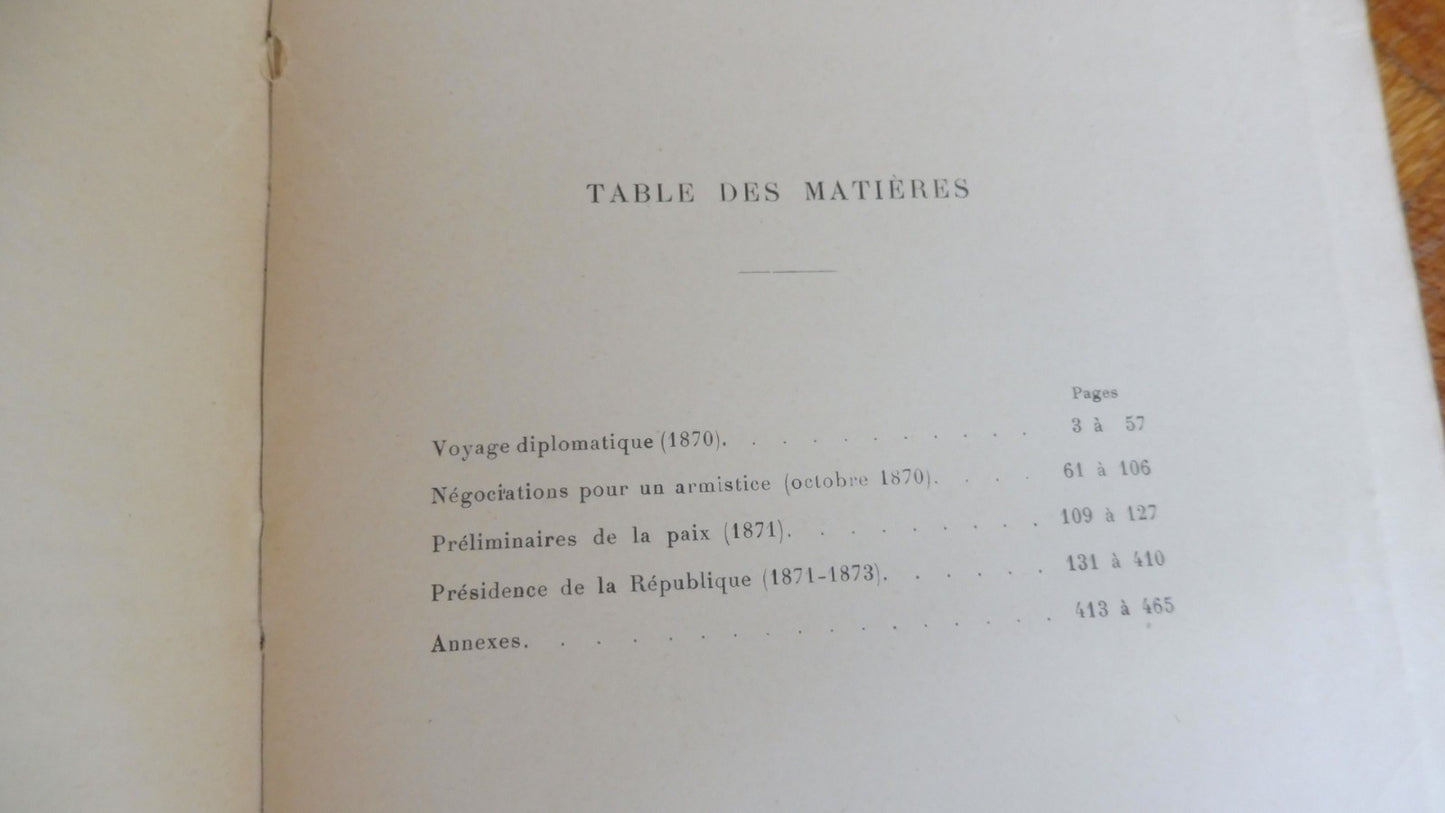 TABLE DES MATIÈRES
Pages
Voyage diplomatique (1870). . . . . . . . . . 3 à 57
Négociations pour un armistice (octobre 1870). . . . 61 à 106
Préliminaires de la paix (1871). . . . . . . . 109 à 127
Présidence de la République (1871-1873). . . . . . 131 à 410
Annexes. . . . . . . . . . . . . . . . 413 à 465